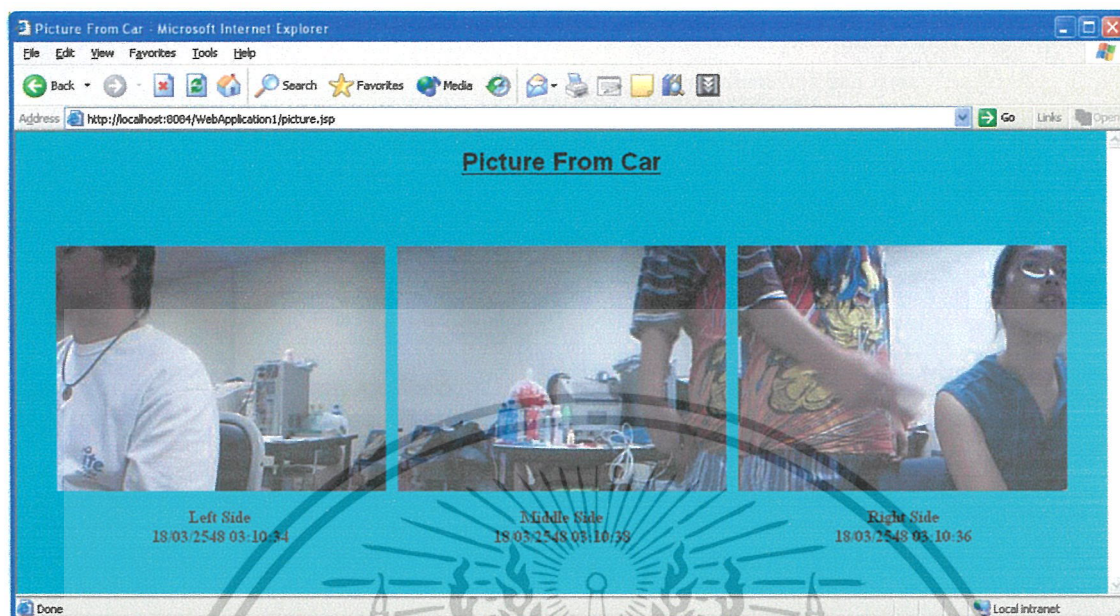 Picture From Car - Microsoft Internet Explorer
File Edit View Favorites Tools Help
Back Search Favorites Media
Address http://localhost:8084/WebApplication1/picture.jsp Go Links Open
Picture From Car
Left Side
18/03/2548 03:10:34
Middle Side
18/03/2548 03:10:38
Right Side
18/03/2548 03:10:36
Done Local intranet